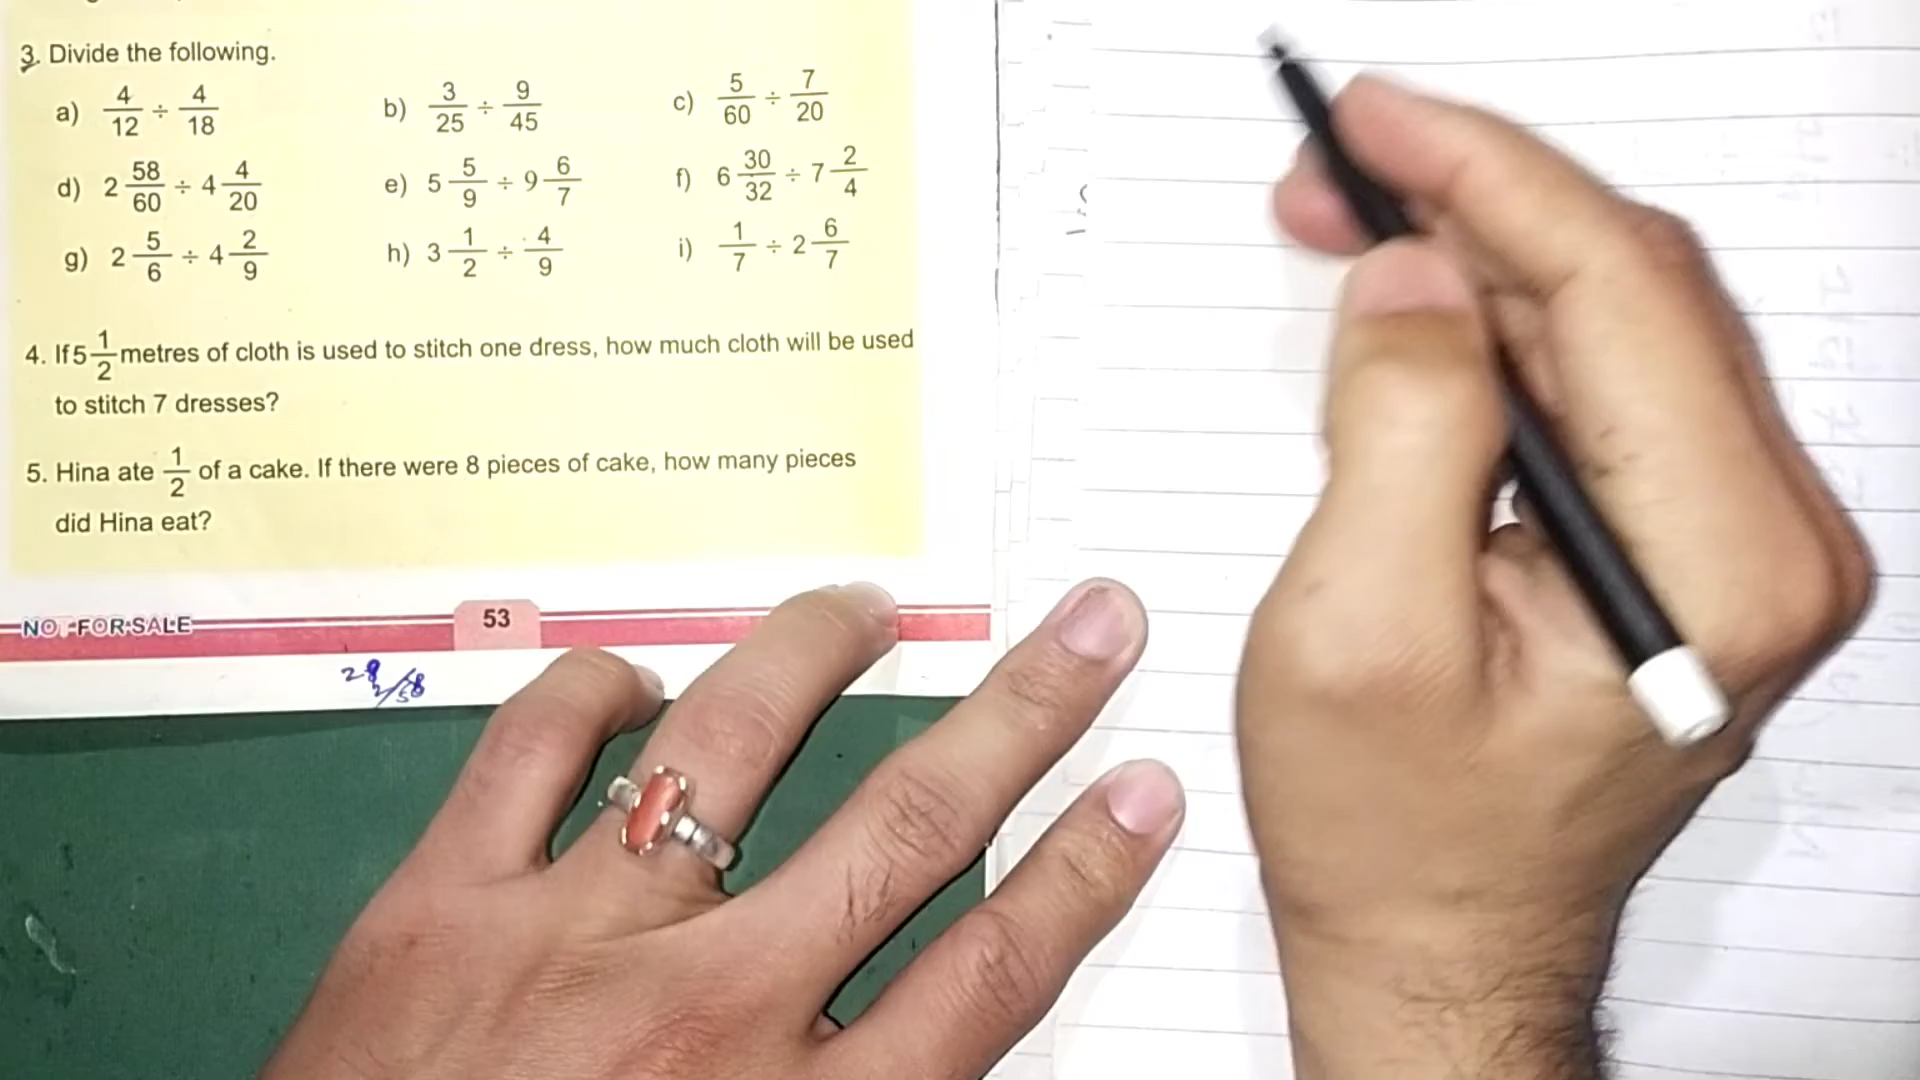 3. Divide the following.
a) 4/12 ÷ 4/18 b) 3/25 ÷ 9/45 c) 5/60 ÷ 7/20
d) 2 58/60 ÷ 4 4/20 e) 5 5/9 ÷ 9 6/7 f) 6 30/32 ÷ 7 2/4
g) 2 5/6 ÷ 4 2/9 h) 3 1/2 ÷ 4/9 i) 1/7 ÷ 2 6/7
4. If 5 1/2 metres of cloth is used to stitch one dress, how much cloth will be used
to stitch 7 dresses?
5. Hina ate 1/2 of a cake. If there were 8 pieces of cake, how many pieces
did Hina eat?
NOT FOR SALE
53